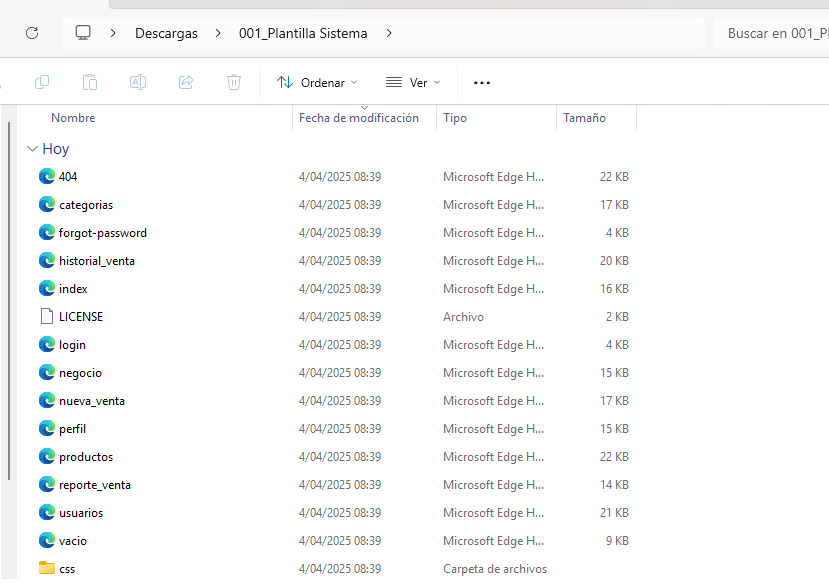 Descargas 001_Plantilla Sistema Buscar en 001_Pl
Ordenar Ver
Nombre Fecha de modificación Tipo Tamaño
Hoy
404 4/04/2025 08:39 Microsoft Edge H... 22 KB
categorias 4/04/2025 08:39 Microsoft Edge H... 17 KB
forgot-password 4/04/2025 08:39 Microsoft Edge H... 4 KB
historial_venta 4/04/2025 08:39 Microsoft Edge H... 20 KB
index 4/04/2025 08:39 Microsoft Edge H... 16 KB
LICENSE 4/04/2025 08:39 Archivo 2 KB
login 4/04/2025 08:39 Microsoft Edge H... 4 KB
negocio 4/04/2025 08:39 Microsoft Edge H... 15 KB
nueva_venta 4/04/2025 08:39 Microsoft Edge H... 17 KB
perfil 4/04/2025 08:39 Microsoft Edge H... 15 KB
productos 4/04/2025 08:39 Microsoft Edge H... 22 KB
reporte_venta 4/04/2025 08:39 Microsoft Edge H... 14 KB
usuarios 4/04/2025 08:39 Microsoft Edge H... 21 KB
vacio 4/04/2025 08:39 Microsoft Edge H... 9 KB
css 4/04/2025 08:39 Carpeta de archivos